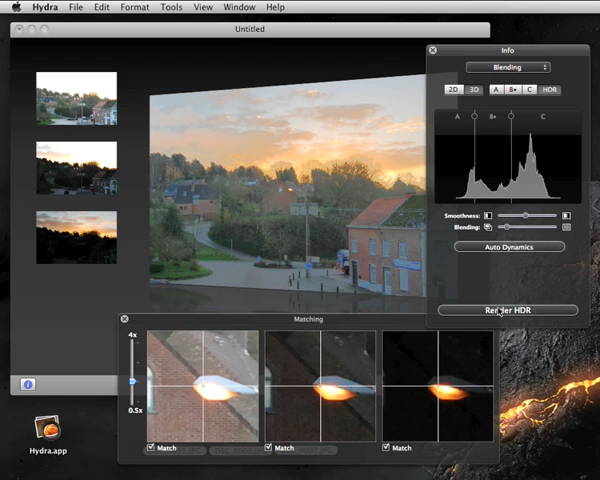 Hydra File Edit Format Tools View Window Help
Untitled
Info
Blending
2D 3D A B• C HDR
A B• C
Smoothness:
Blending:
Auto Dynamics
Render HDR
Matching
4x
0.5x
Match Match Match
Hydra.app